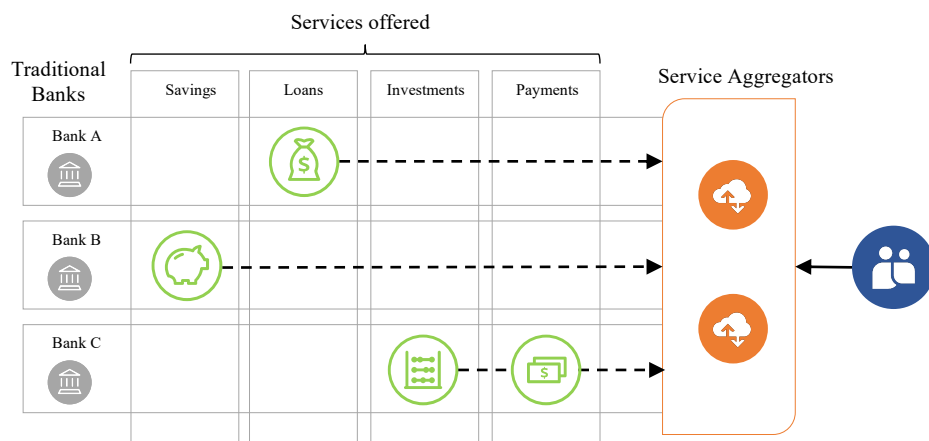 Services offered
Traditional
Banks
Savings
Loans
Investments
Payments
Service Aggregators
Bank A
$
Bank B
Bank C
$